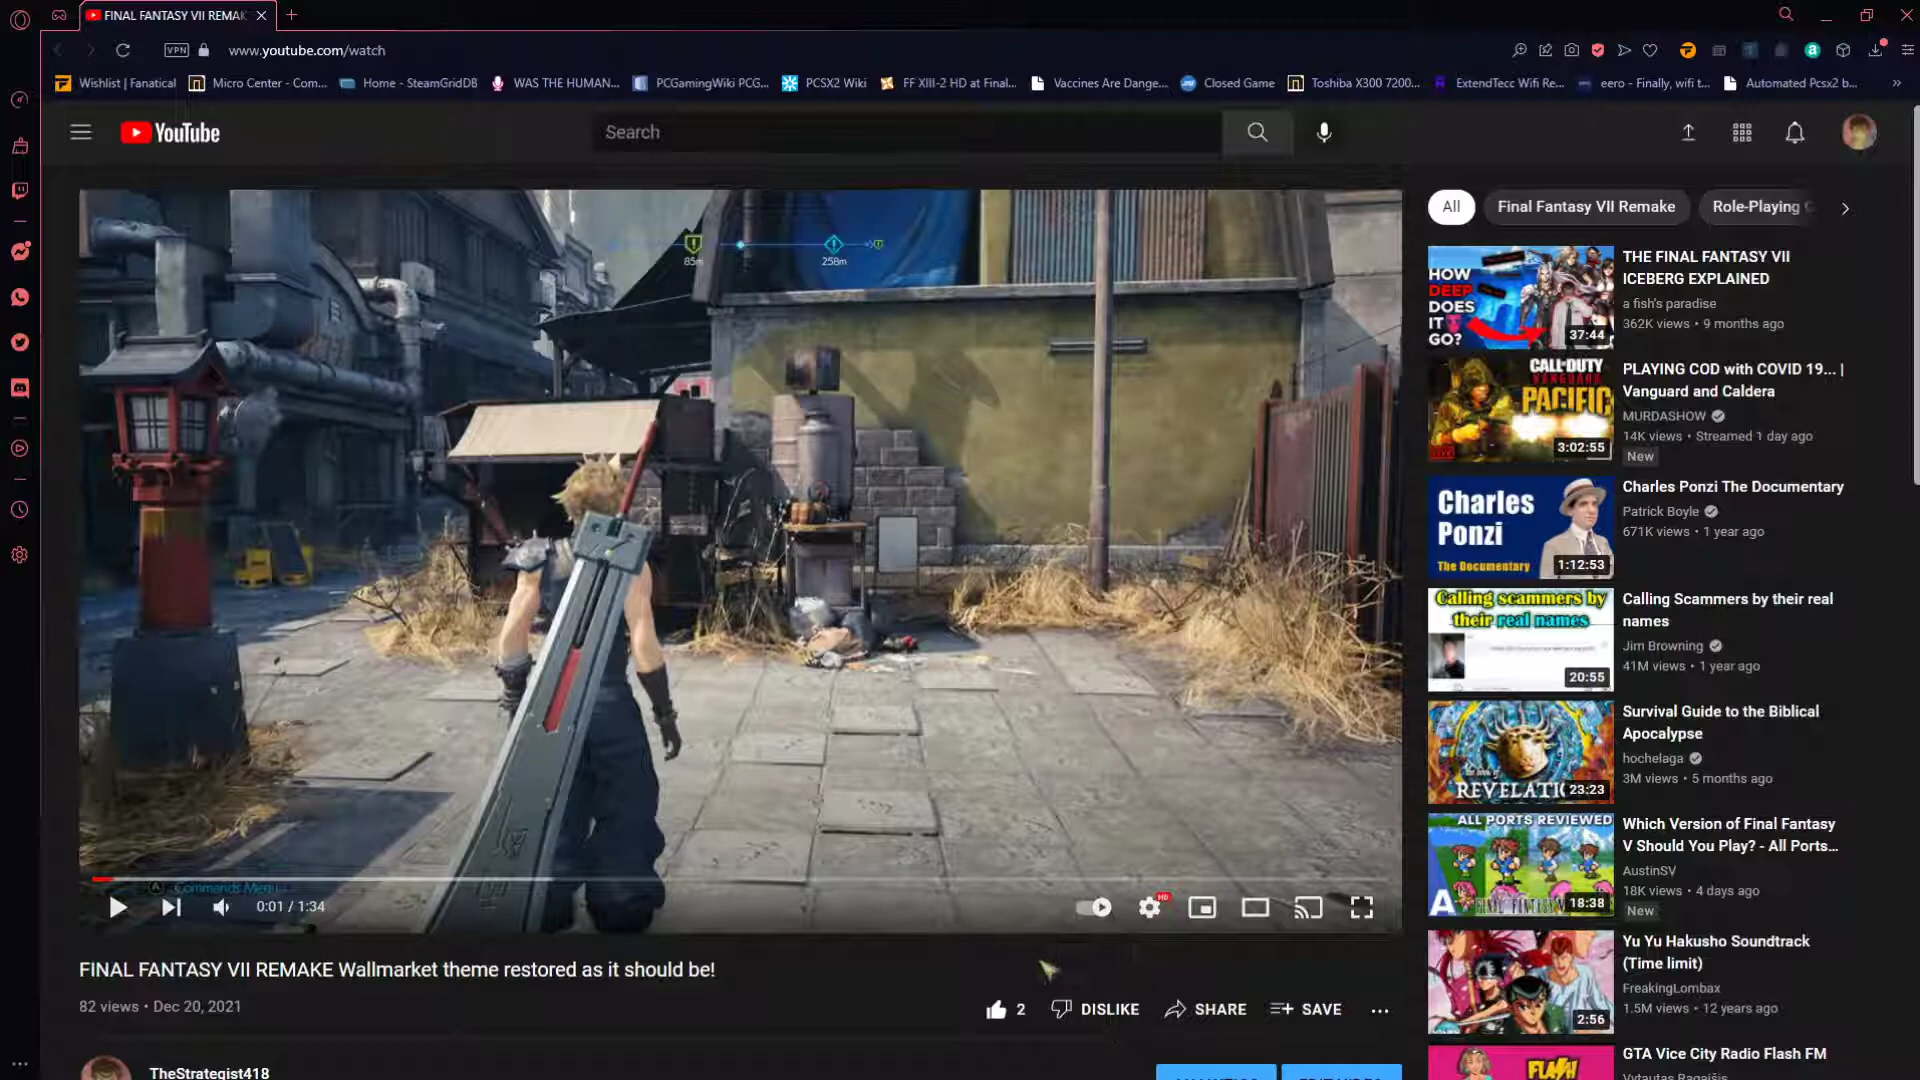 FINAL FANTASY VII REMAK
VPN
www.youtube.com/watch
Wishlist | Fanatical
Micro Center - Com...
Home - SteamGridDB
WAS THE HUMAN...
PCGamingWiki PCG...
PCSX2 Wiki
FF XIII-2 HD at Final...
Vaccines Are Dange...
Closed Game
Toshiba X300 7200...
ExtendTecc Wifi Re...
eero - Finally, wifi t...
Automated Pcsx2 b...
YouTube
Search
All
Final Fantasy VII Remake
Role-Playing
85m
258m
Commands Menu
0:01 / 1:34
HD
FINAL FANTASY VII REMAKE Wallmarket theme restored as it should be!
82 views • Dec 20, 2021
2
DISLIKE
SHARE
SAVE
TheStrategist418
HOW
DEEP
DOES
IT
GO?
37:44
THE FINAL FANTASY VII
ICEBERG EXPLAINED
a fish's paradise
362K views • 9 months ago
CALL·DUTY
VANGUARD
PACIFIC
3:02:55
PLAYING COD with COVID 19... |
Vanguard and Caldera
MURDASHOW
14K views • Streamed 1 day ago
New
Charles
Ponzi
The Documentary
1:12:53
Charles Ponzi The Documentary
Patrick Boyle
671K views • 1 year ago
Calling scammers by
their real names
20:55
Calling Scammers by their real
names
Jim Browning
41M views • 1 year ago
REVELATI
23:23
Survival Guide to the Biblical
Apocalypse
hochelaga
3M views • 5 months ago
ALL PORTS REVIEWED
A
FINAL FANTASY V
18:38
Which Version of Final Fantasy
V Should You Play? - All Ports...
AustinSV
18K views • 4 days ago
New
2:56
Yu Yu Hakusho Soundtrack
(Time limit)
FreakingLombax
1.5M views • 12 years ago
FLASH
GTA Vice City Radio Flash FM